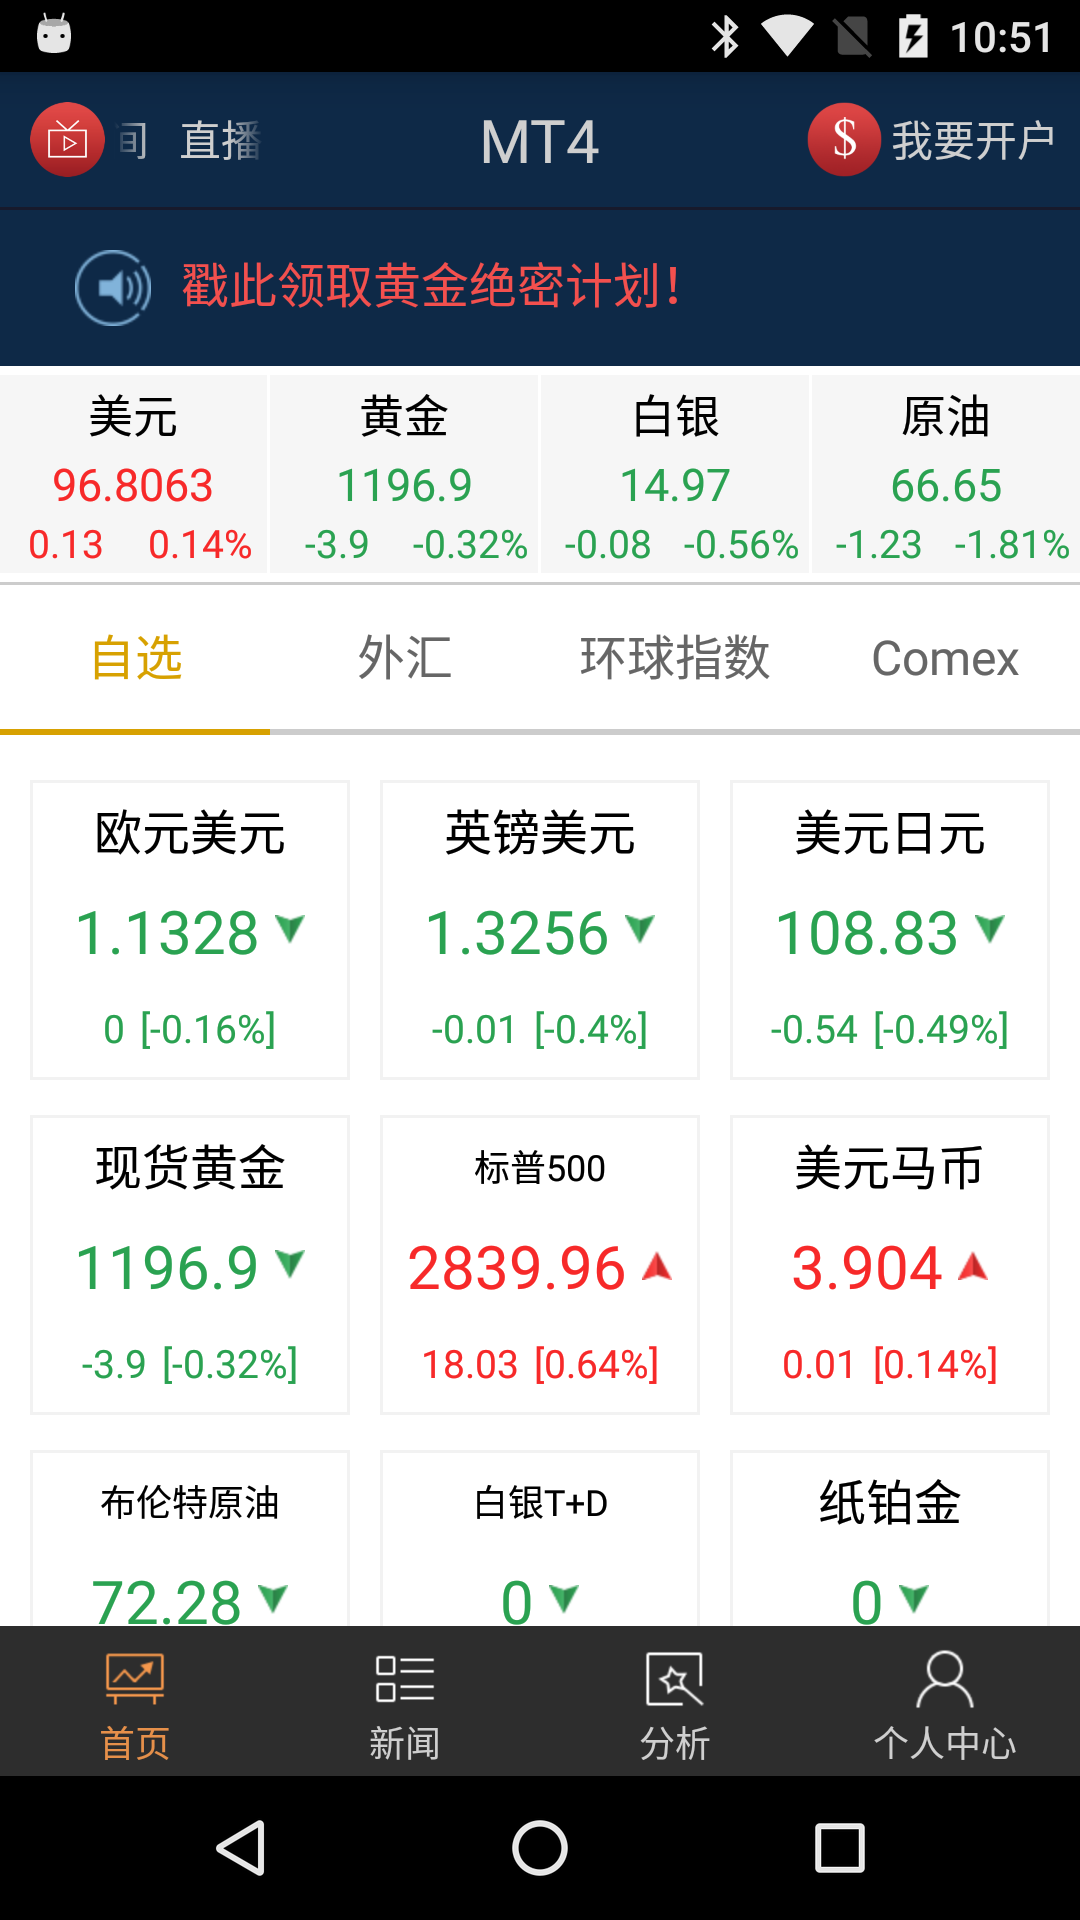 10:51
间 直播 MT4 $ 我要开户
戳此领取黄金绝密计划！
美元 黄金 白银 原油
96.8063 1196.9 14.97 66.65
0.13 0.14% -3.9 -0.32% -0.08 -0.56% -1.23 -1.81%
自选 外汇 环球指数 Comex
欧元美元 英镑美元 美元日元
1.1328 1.3256 108.83
0 [-0.16%] -0.01 [-0.4%] -0.54 [-0.49%]
现货黄金 标普500 美元马币
1196.9 2839.96 3.904
-3.9 [-0.32%] 18.03 [0.64%] 0.01 [0.14%]
布伦特原油 白银T+D 纸铂金
72.28 0 0
首页 新闻 分析 个人中心